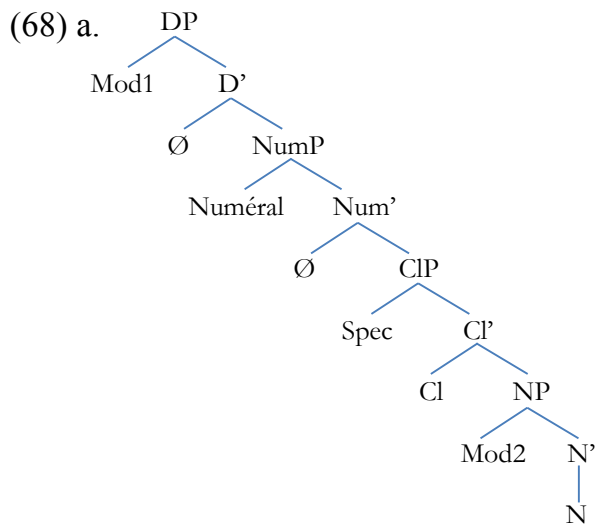 (68) a. DP
Mod1 D’
Ø NumP
Numéral Num’
Ø ClP
Spec Cl’
Cl NP
Mod2 N’
N